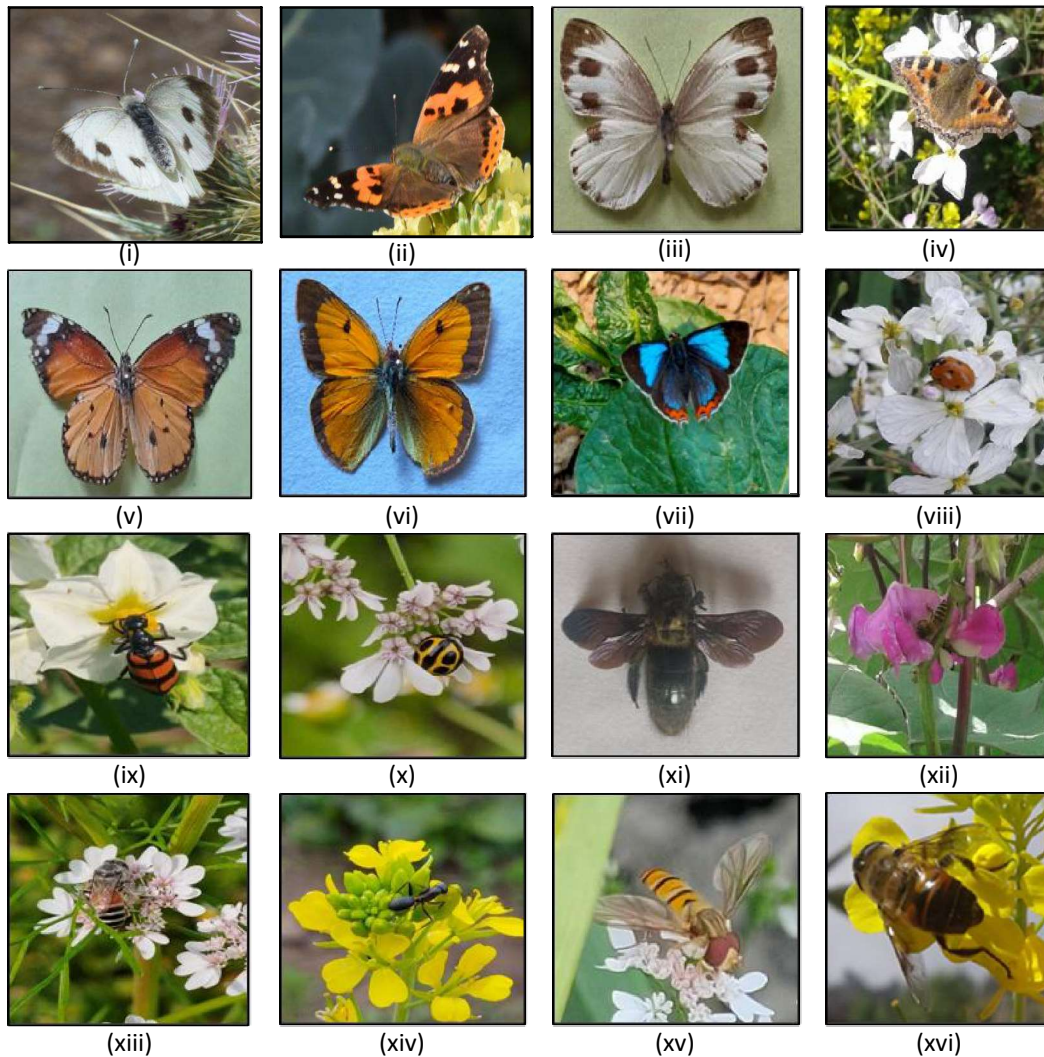 (i) (ii) (iii) (iv)
(v) (vi) (vii) (viii)
(ix) (x) (xi) (xii)
(xiii) (xiv) (xv) (xvi)